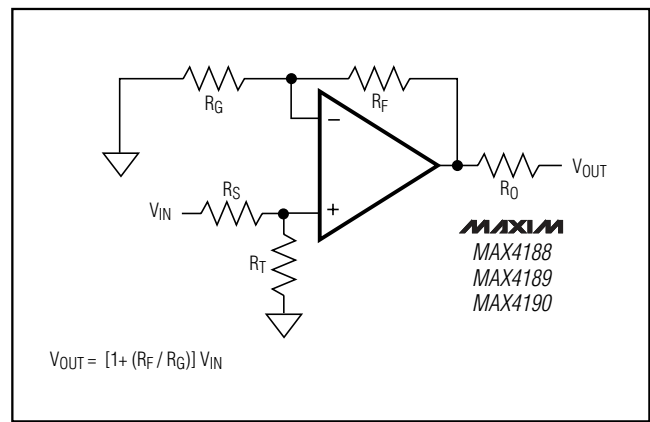 R_G
R_F
−
R_S
V_IN
+
R_T
R_O
V_OUT
MAXIM
MAX4188
MAX4189
MAX4190
V_OUT = [1+ (R_F / R_G)] V_IN